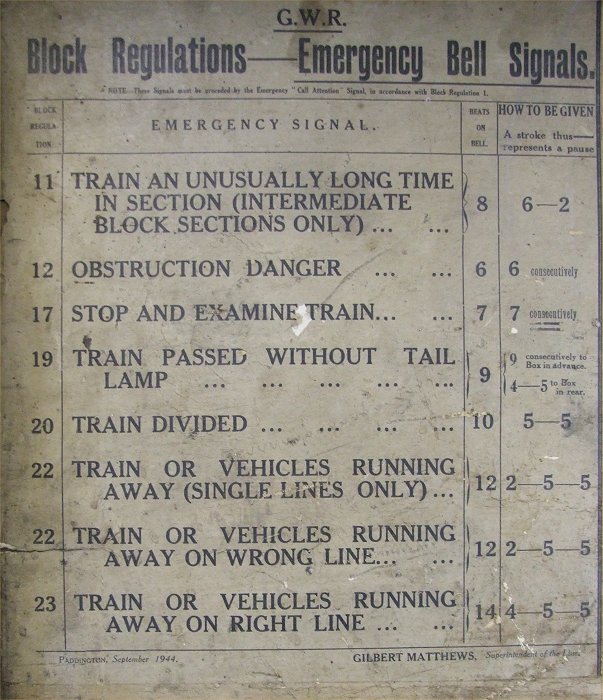 G.W.R.
Block Regulations—Emergency Bell Signals.
NOTE—These Signals must be preceded by the Emergency "Call Attention" Signal, in accordance with Block Regulation 1.
BLOCK REGULATION
EMERGENCY SIGNAL.
BEATS ON BELL.
HOW TO BE GIVEN
A stroke thus—
represents a pause
11 TRAIN AN UNUSUALLY LONG TIME
IN SECTION (INTERMEDIATE 8 6—2
BLOCK SECTIONS ONLY) ... ...
12 OBSTRUCTION DANGER ... ... 6 6 consecutively
17 STOP AND EXAMINE TRAIN... ... 7 7 consecutively
19 TRAIN PASSED WITHOUT TAIL 9 9 consecutively to Box in advance.
LAMP ... ... ... ... ... 4—5 to Box in rear.
20 TRAIN DIVIDED ... ... ... ... 10 5—5
22 TRAIN OR VEHICLES RUNNING
AWAY (SINGLE LINES ONLY) ... 12 2—5—5
22 TRAIN OR VEHICLES RUNNING
AWAY ON WRONG LINE... ... 12 2—5—5
23 TRAIN OR VEHICLES RUNNING
AWAY ON RIGHT LINE ... ... 14 4—5—5
PADDINGTON, September 1944.
GILBERT MATTHEWS, Superintendent of the Line.